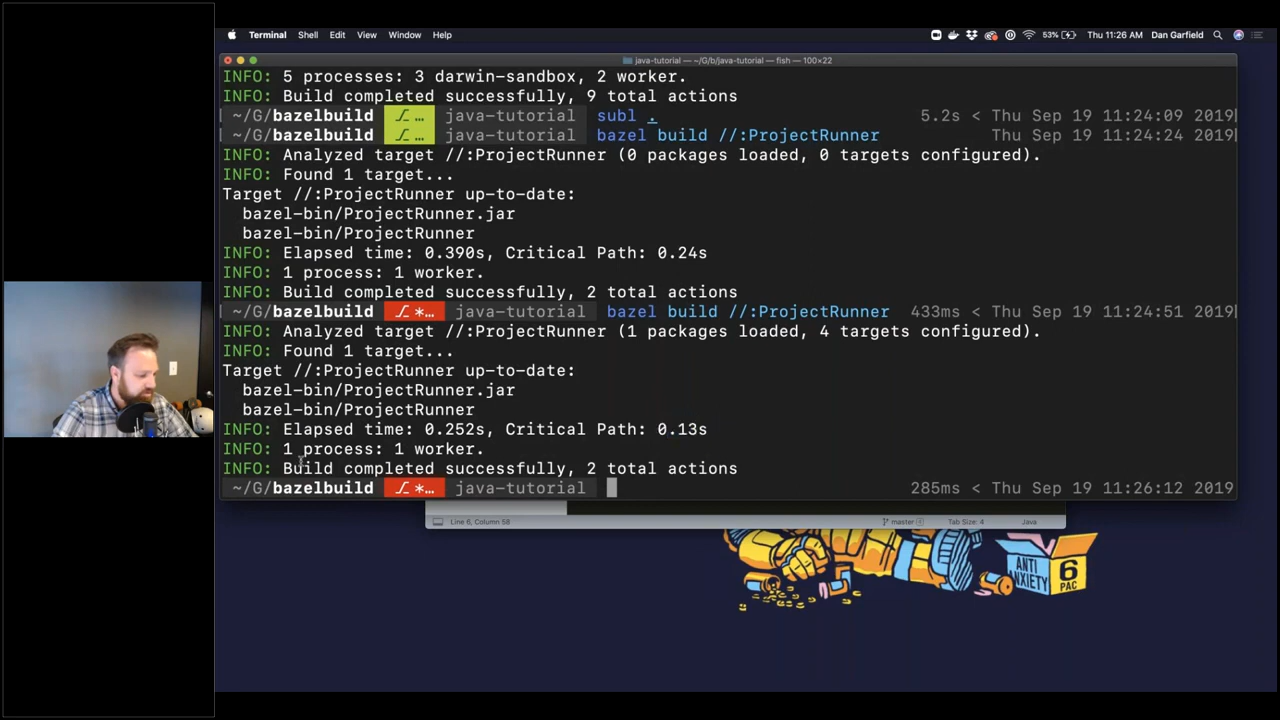 Terminal Shell Edit View Window Help 53% Thu 11:26 AM Dan Garfield
java-tutorial — ~/G/b/java-tutorial — fish — 100×22
INFO: 5 processes: 3 darwin-sandbox, 2 worker.
INFO: Build completed successfully, 9 total actions
~/G/bazelbuild … java-tutorial subl . 5.2s < Thu Sep 19 11:24:09 2019
~/G/bazelbuild … java-tutorial bazel build //:ProjectRunner Thu Sep 19 11:24:24 2019
INFO: Analyzed target //:ProjectRunner (0 packages loaded, 0 targets configured).
INFO: Found 1 target...
Target //:ProjectRunner up-to-date:
bazel-bin/ProjectRunner.jar
bazel-bin/ProjectRunner
INFO: Elapsed time: 0.390s, Critical Path: 0.24s
INFO: 1 process: 1 worker.
INFO: Build completed successfully, 2 total actions
~/G/bazelbuild *… java-tutorial bazel build //:ProjectRunner 433ms < Thu Sep 19 11:24:51 2019
INFO: Analyzed target //:ProjectRunner (1 packages loaded, 4 targets configured).
INFO: Found 1 target...
Target //:ProjectRunner up-to-date:
bazel-bin/ProjectRunner.jar
bazel-bin/ProjectRunner
INFO: Elapsed time: 0.252s, Critical Path: 0.13s
INFO: 1 process: 1 worker.
INFO: Build completed successfully, 2 total actions
~/G/bazelbuild *… java-tutorial 285ms < Thu Sep 19 11:26:12 2019
Line 6, Column 58 master Tab Size: 4 Java
ANTI
ANXIETY
6
PAC